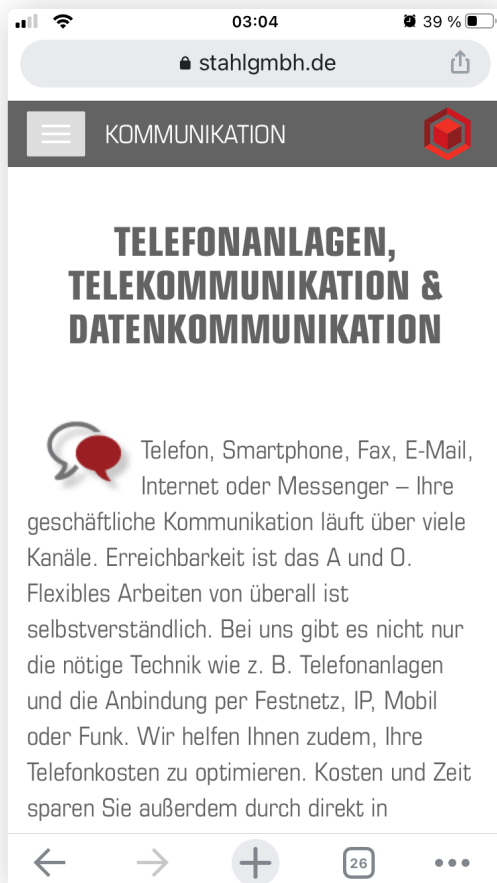 03:04
39 %
stahlgmbh.de
KOMMUNIKATION
TELEFONANLAGEN,
TELEKOMMUNIKATION &
DATENKOMMUNIKATION
Telefon, Smartphone, Fax, E-Mail,
Internet oder Messenger – Ihre
geschäftliche Kommunikation läuft über viele
Kanäle. Erreichbarkeit ist das A und O.
Flexibles Arbeiten von überall ist
selbstverständlich. Bei uns gibt es nicht nur
die nötige Technik wie z. B. Telefonanlagen
und die Anbindung per Festnetz, IP, Mobil
oder Funk. Wir helfen Ihnen zudem, Ihre
Telefonkosten zu optimieren. Kosten und Zeit
sparen Sie außerdem durch direkt in
26